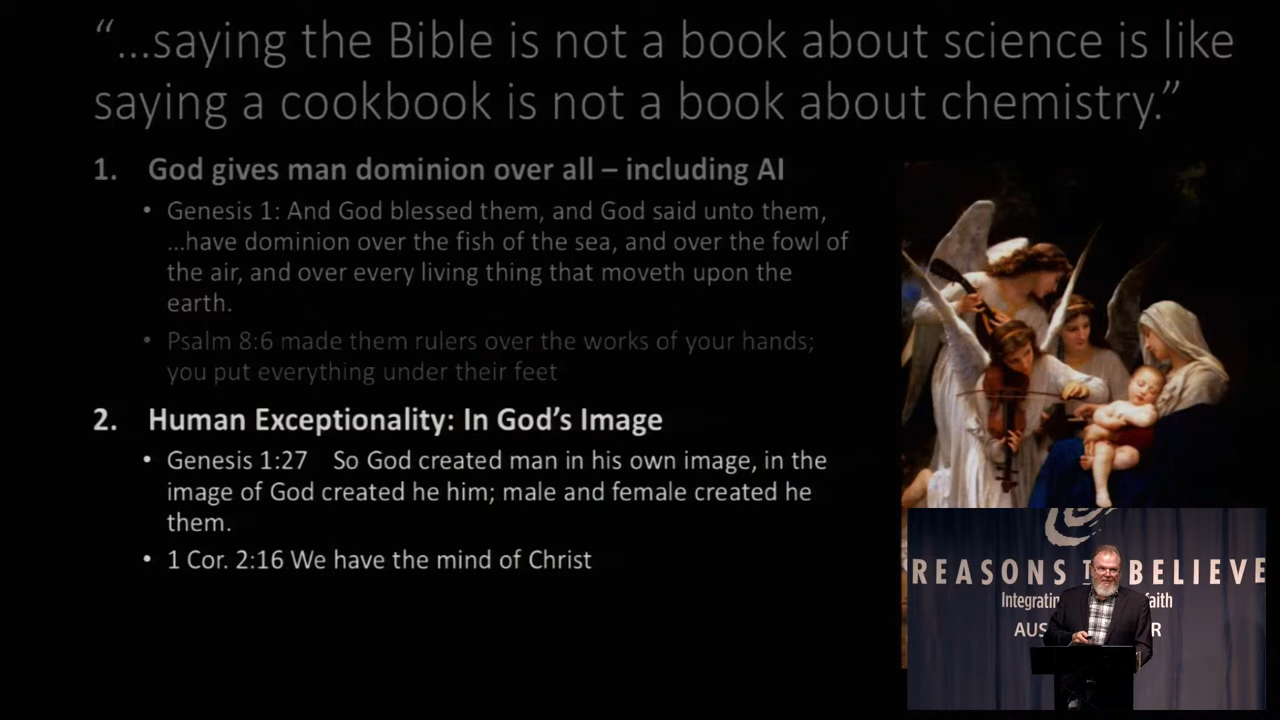 “...saying the Bible is not a book about science is like
saying a cookbook is not a book about chemistry.”
1. God gives man dominion over all – including AI
• Genesis 1: And God blessed them, and God said unto them,
...have dominion over the fish of the sea, and over the fowl of
the air, and over every living thing that moveth upon the
earth.
• Psalm 8:6 made them rulers over the works of your hands;
you put everything under their feet
2. Human Exceptionality: In God’s Image
• Genesis 1:27 So God created man in his own image, in the
image of God created he him; male and female created he
them.
• 1 Cor. 2:16 We have the mind of Christ
REASONS T BELIEVE
Integratin faith
AUS R